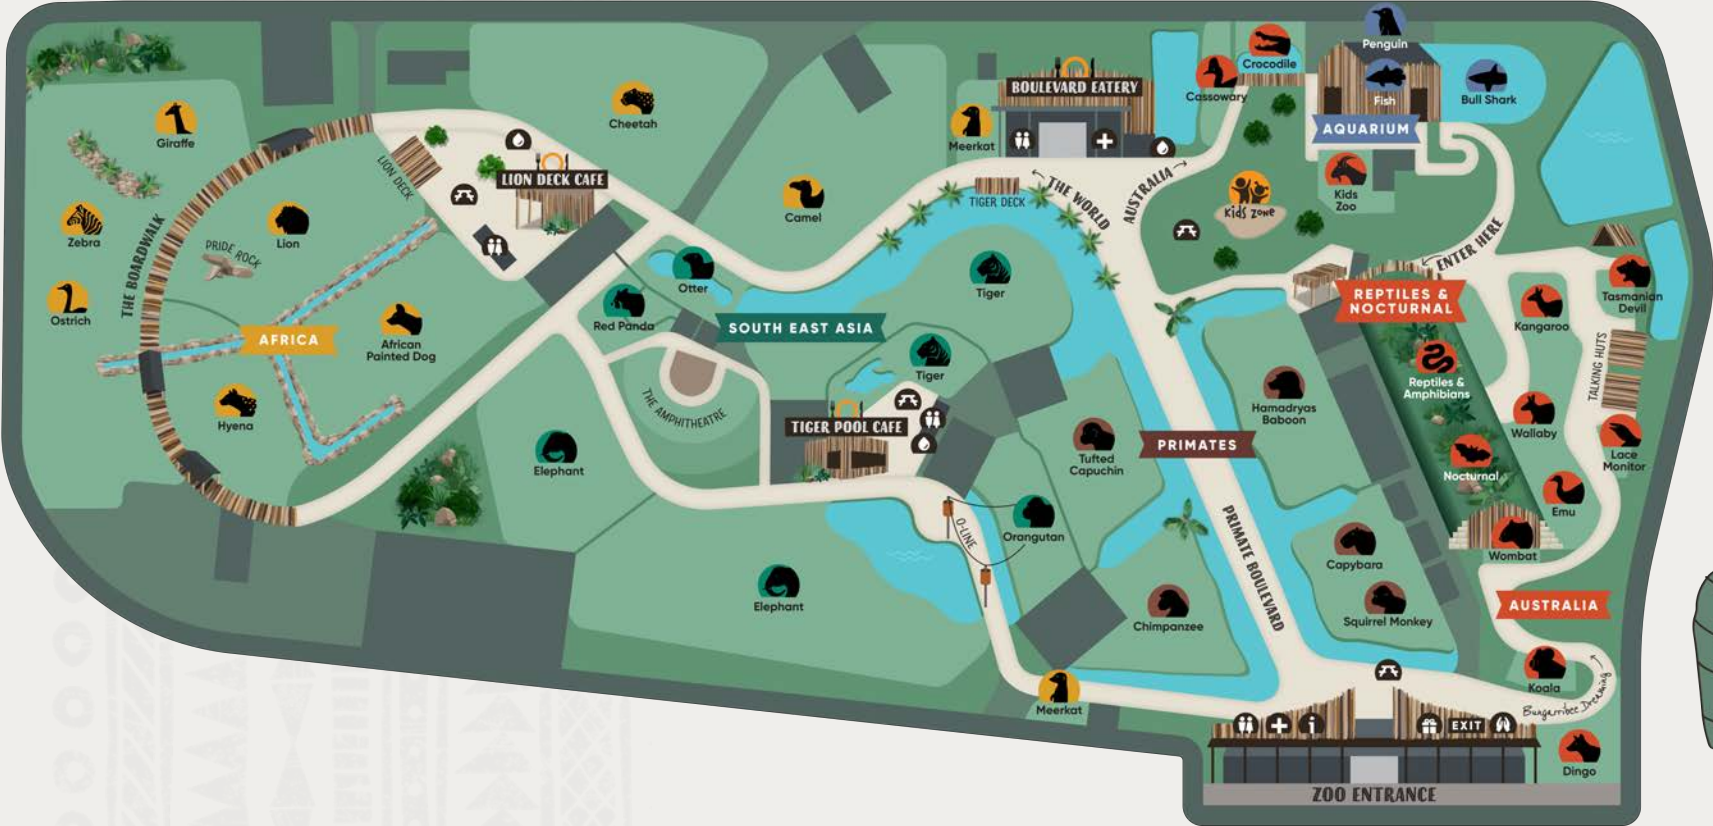 Penguin
Crocodile
Cassowary
Fish
Bull Shark
AQUARIUM
BOULEVARD EATERY
Meerkat
Cheetah
Giraffe
LION DECK
LION DECK CAFE
Kids
Zoo
KIDS ZONE
AUSTRALIA
THE WORLD
TIGER DECK
Camel
Zebra
Lion
PRIDE ROCK
THE BOARDWALK
ENTER HERE
Otter
Tiger
Ostrich
Red Panda
REPTILES &
NOCTURNAL
Tasmanian
Devil
Kangaroo
SOUTH EAST ASIA
AFRICA
African
Painted Dog
Tiger
TALKING HUTS
Reptiles &
Amphibians
Hyena
THE AMPHITHEATRE
TIGER POOL CAFE
Hamadryas
Baboon
Wallaby
PRIMATES
Elephant
Tufted
Capuchin
Lace
Monitor
Nocturnal
Emu
Orangutan
O-LINE
PRIMATE BOULEVARD
Wombat
Capybara
Elephant
Chimpanzee
Squirrel Monkey
AUSTRALIA
Koala
Bungarribee Dreaming
Meerkat
EXIT
Dingo
ZOO ENTRANCE